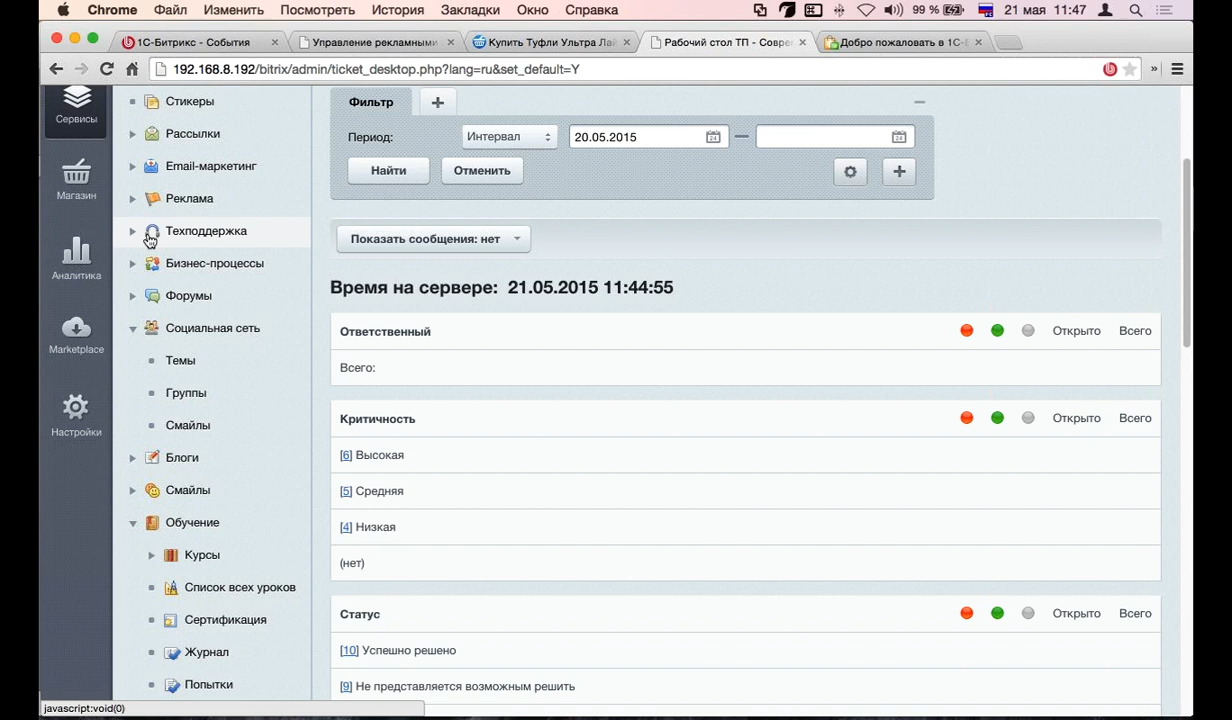 Chrome Файл Изменить Посмотреть История Закладки Окно Справка 99 % 21 мая 11:47
1С-Битрикс - События Управление рекламными Купить Туфли Ультра Лай Рабочий стол ТП - Совре Добро пожаловать в 1С-Б
192.168.8.192/bitrix/admin/ticket_desktop.php?lang=ru&set_default=Y
Сервисы
Магазин
Аналитика
Marketplace
Настройки
Стикеры
Рассылки
Email-маркетинг
Реклама
Техподдержка
Бизнес-процессы
Форумы
Социальная сеть
Темы
Группы
Смайлы
Блоги
Смайлы
Обучение
Курсы
Список всех уроков
Сертификация
Журнал
Попытки
Фильтр
Период: Интервал 20.05.2015
Найти Отменить
Показать сообщения: нет
Время на сервере: 21.05.2015 11:44:55
Ответственный Открыто Всего
Всего:
Критичность Открыто Всего
[6] Высокая
[5] Средняя
[4] Низкая
(нет)
Статус Открыто Всего
[10] Успешно решено
[9] Не представляется возможным решить
javascript:void(0)